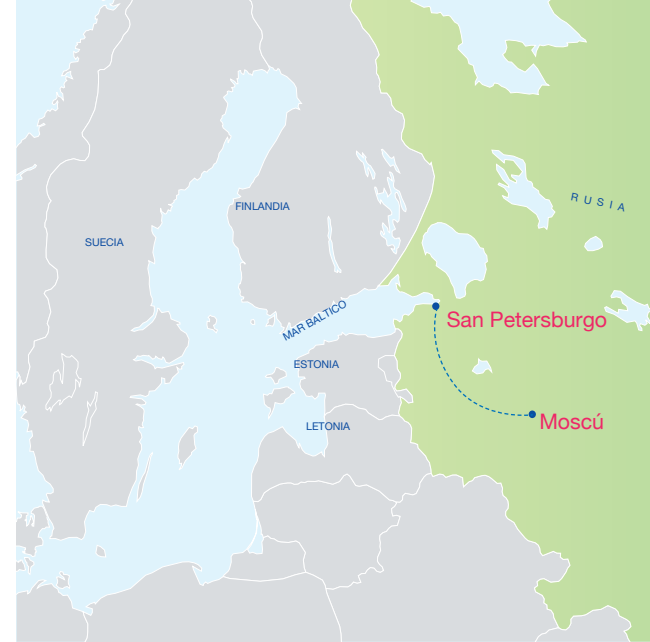 RUSIA
FINLANDIA
SUECIA
MAR BALTICO
San Petersburgo
ESTONIA
Moscú
LETONIA